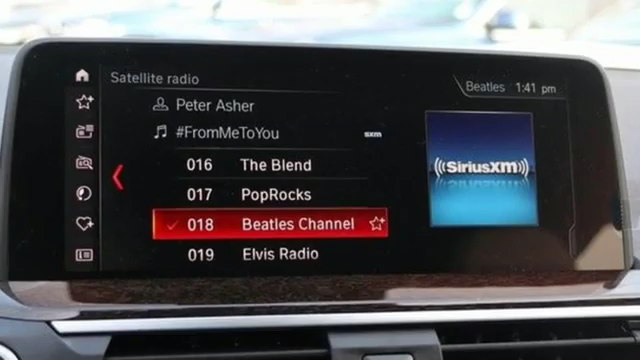 Satellite radio
Beatles 1:41 pm
Peter Asher
#FromMeToYou
sxm
016 The Blend
017 PopRocks
018 Beatles Channel
019 Elvis Radio
((SiriusXM))